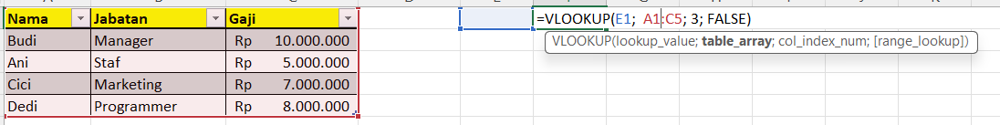 Nama Jabatan Gaji =VLOOKUP(E1; A1:C5; 3; FALSE)
Budi Manager Rp 10.000.000 VLOOKUP(lookup_value; table_array; col_index_num; [range_lookup])
Ani Staf Rp 5.000.000
Cici Marketing Rp 7.000.000
Dedi Programmer Rp 8.000.000